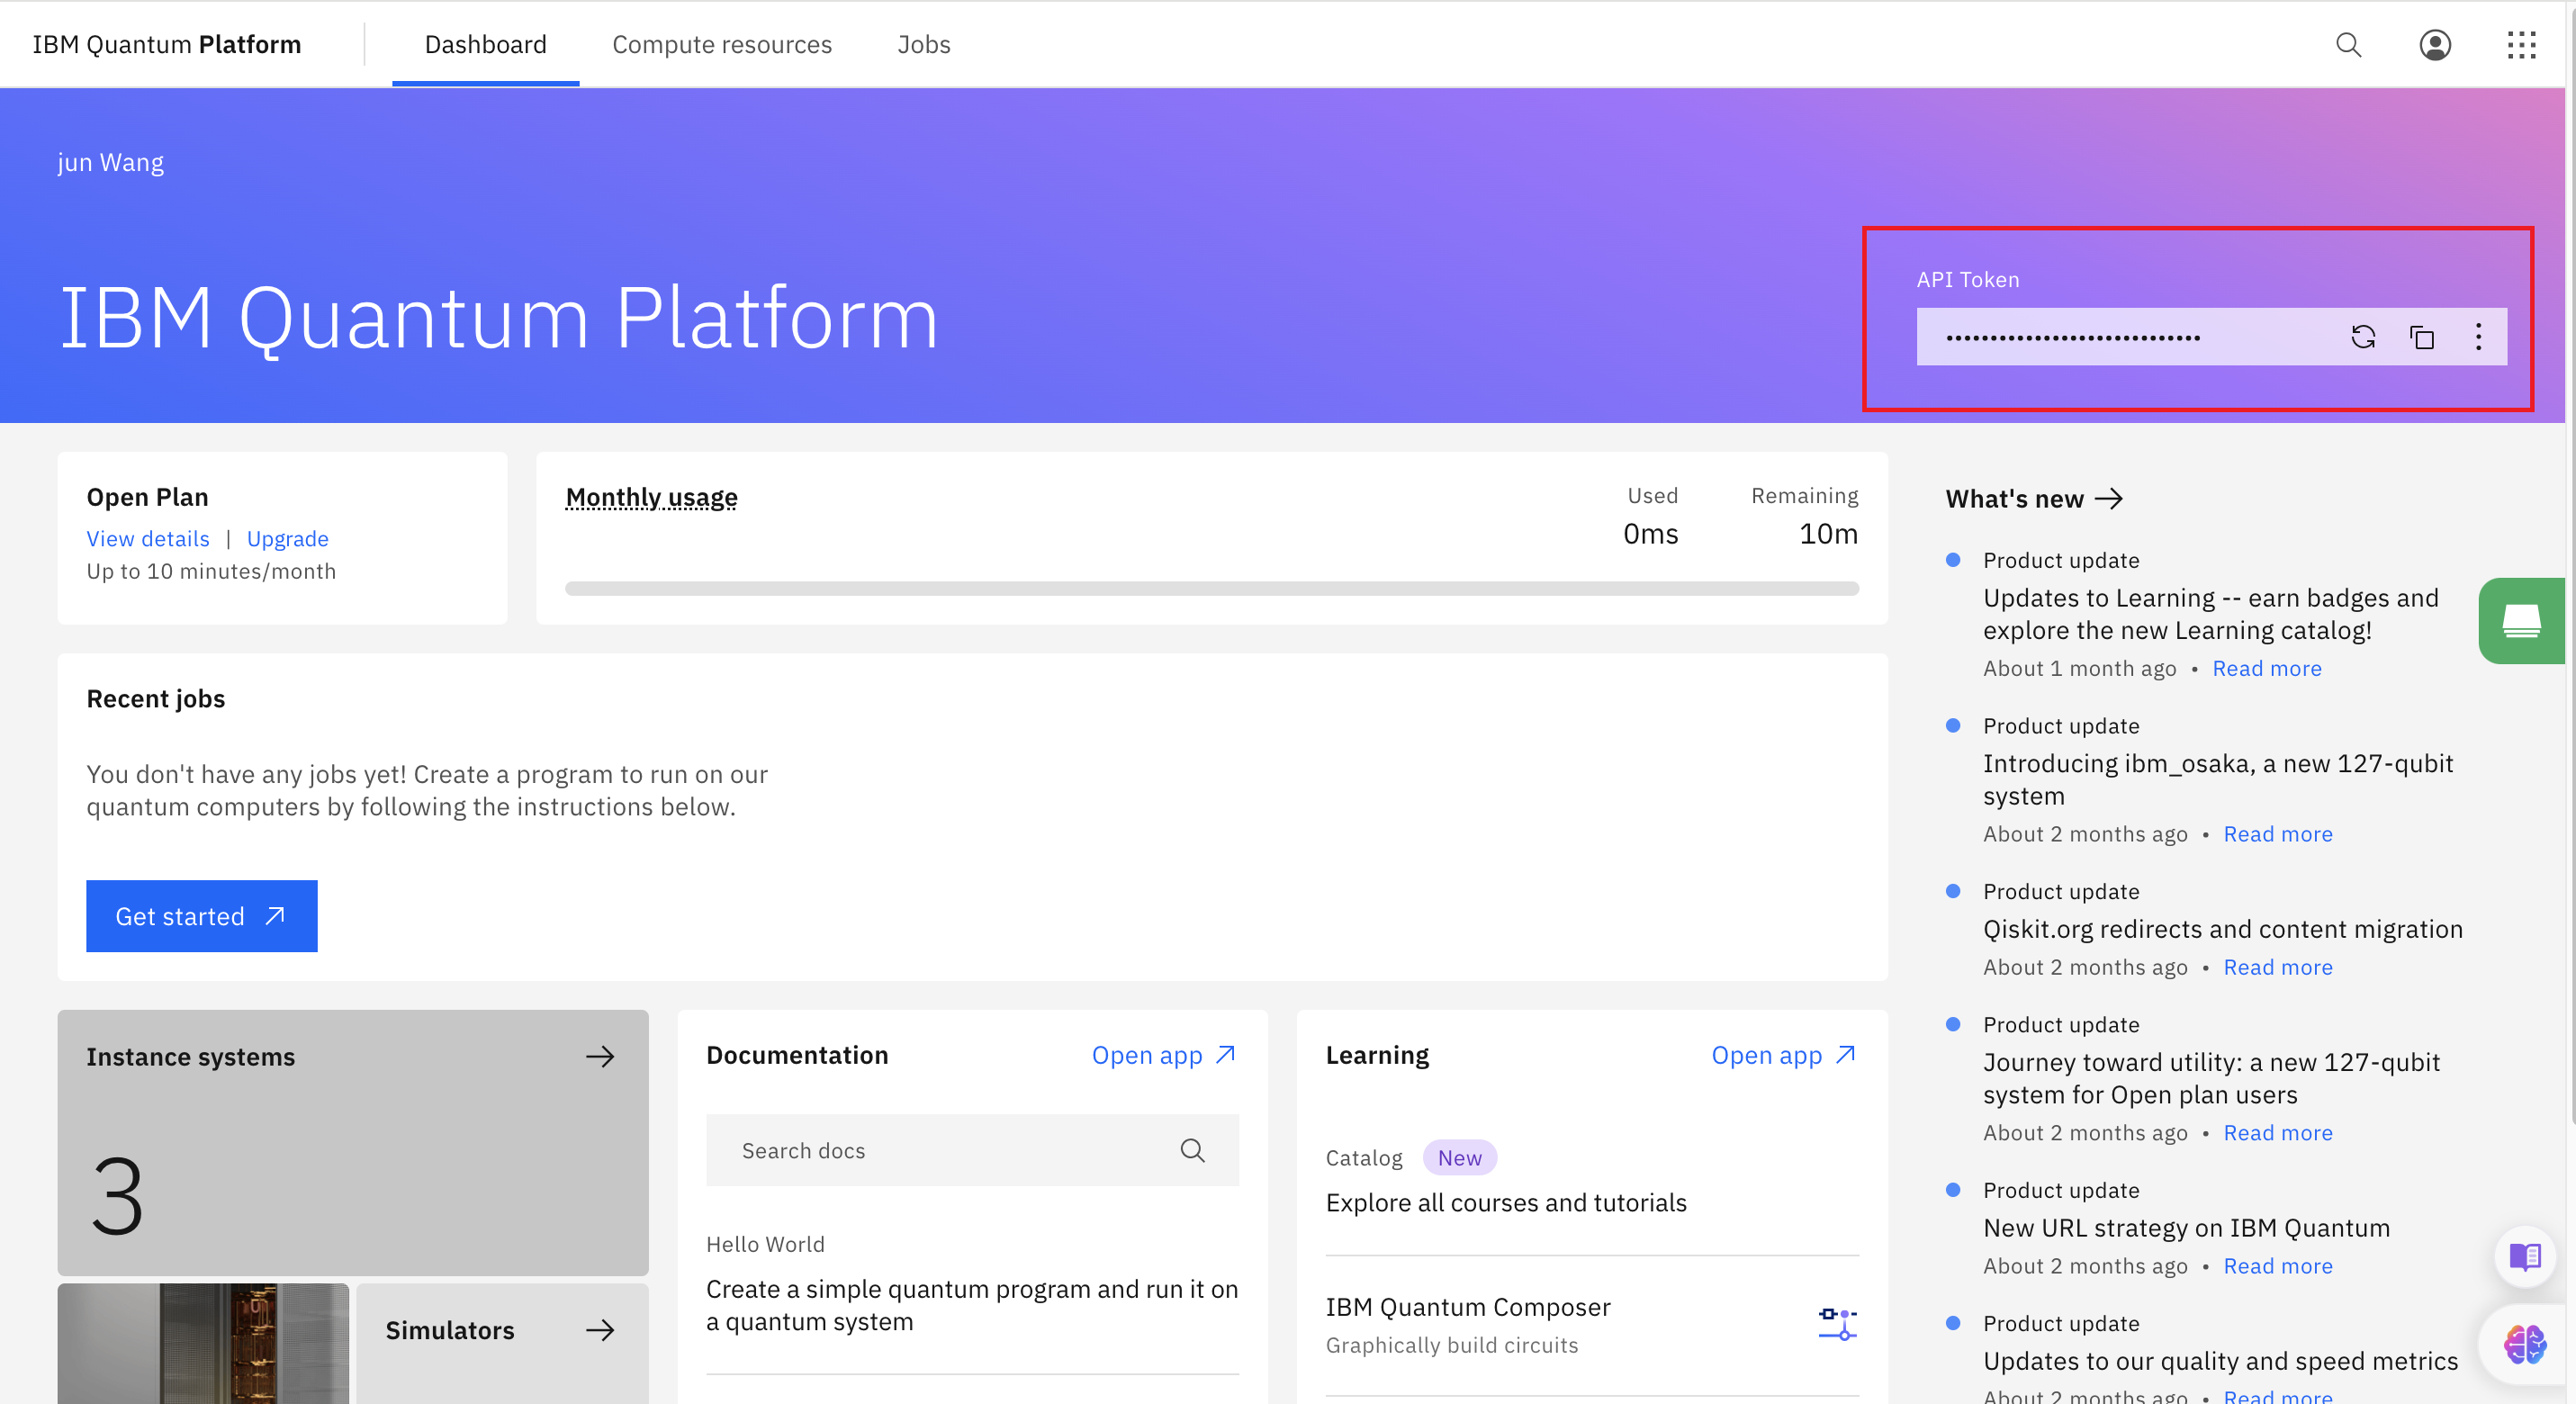 IBM Quantum Platform
Dashboard
Compute resources
Jobs
jun Wang
IBM Quantum Platform
API Token
••••••••••••••••••••••••••••••
Open Plan
View details | Upgrade
Up to 10 minutes/month
Monthly usage
Used
0ms
Remaining
10m
Recent jobs
You don't have any jobs yet! Create a program to run on our
quantum computers by following the instructions below.
Get started
Instance systems
3
Simulators
Documentation
Open app
Search docs
Hello World
Create a simple quantum program and run it on
a quantum system
Learning
Open app
Catalog New
Explore all courses and tutorials
IBM Quantum Composer
Graphically build circuits
What's new
Product update
Updates to Learning -- earn badges and
explore the new Learning catalog!
About 1 month ago • Read more
Product update
Introducing ibm_osaka, a new 127-qubit
system
About 2 months ago • Read more
Product update
Qiskit.org redirects and content migration
About 2 months ago • Read more
Product update
Journey toward utility: a new 127-qubit
system for Open plan users
About 2 months ago • Read more
Product update
New URL strategy on IBM Quantum
About 2 months ago • Read more
Product update
Updates to our quality and speed metrics
About 2 months ago • Read more